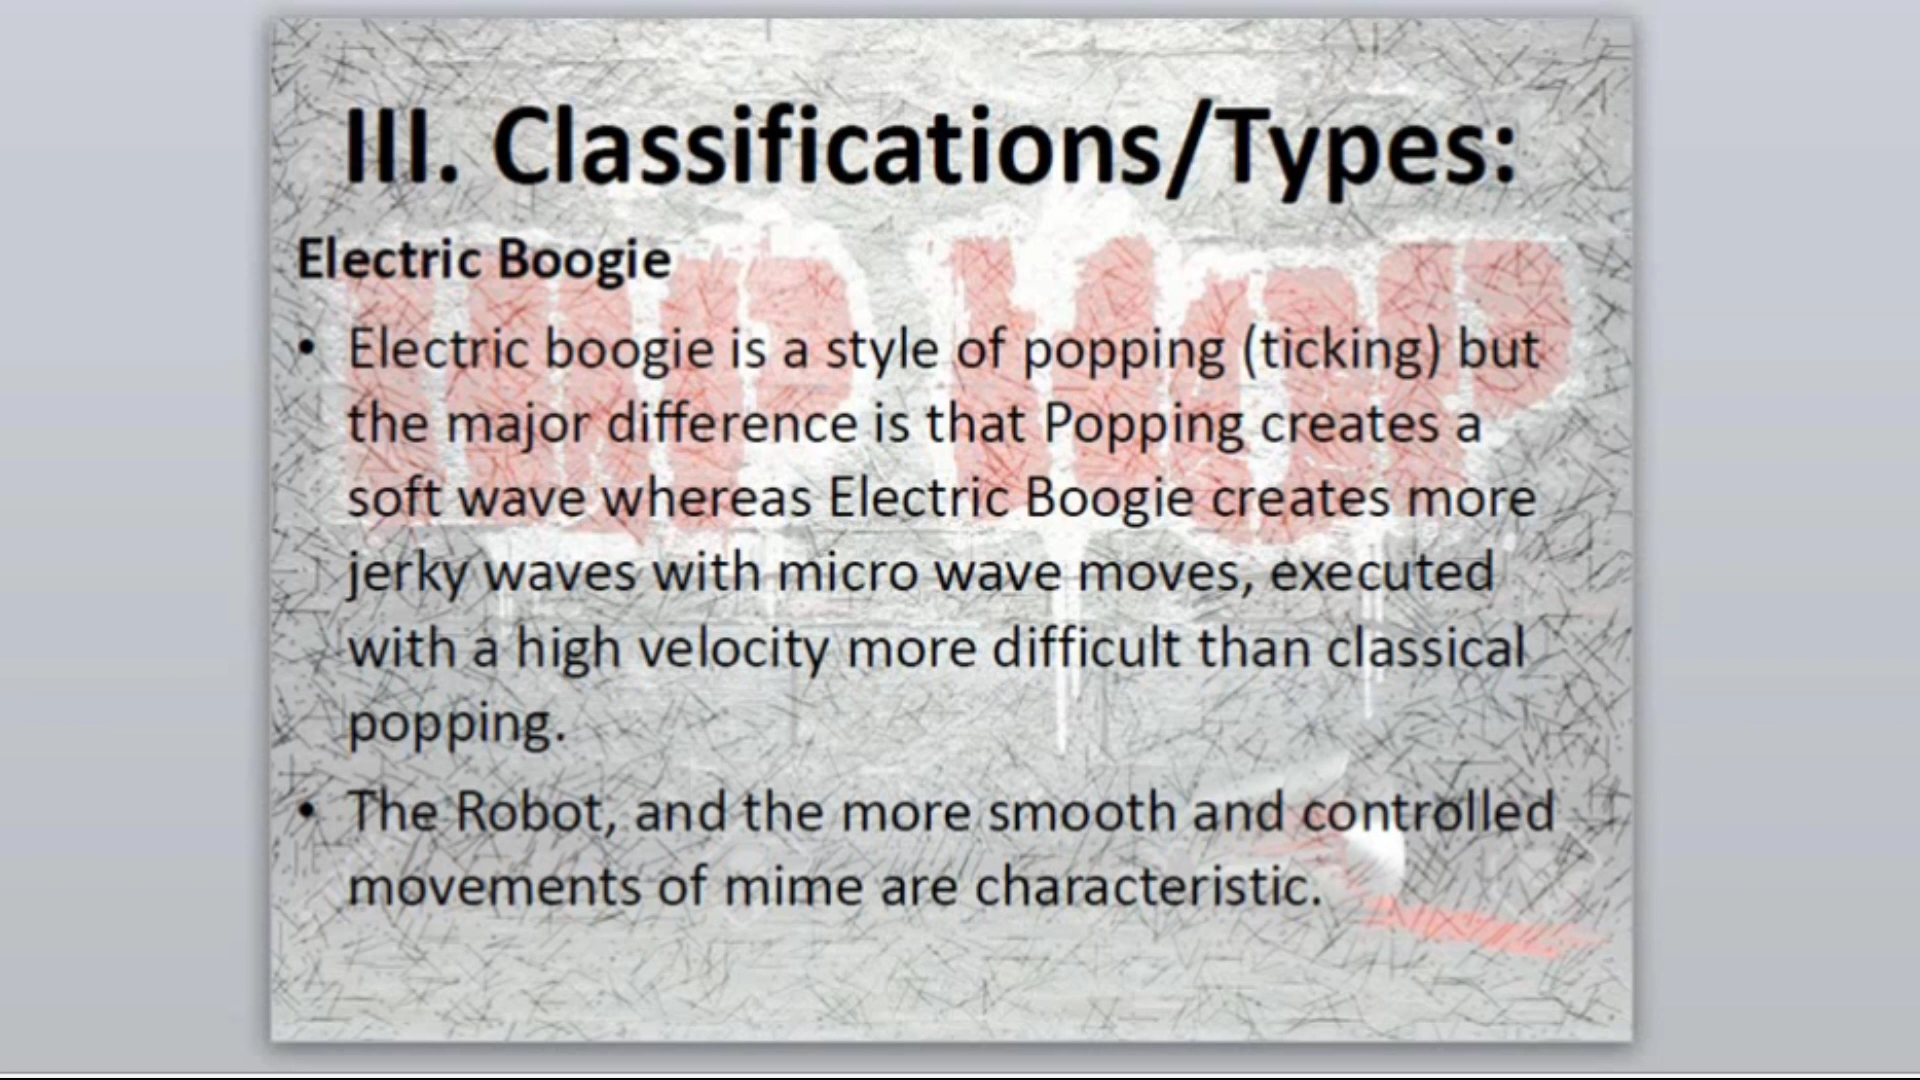 III. Classifications/Types:
Electric Boogie
• Electric boogie is a style of popping (ticking) but
the major difference is that Popping creates a
soft wave whereas Electric Boogie creates more
jerky waves with micro wave moves, executed
with a high velocity more difficult than classical
popping.
• The Robot, and the more smooth and controlled
movements of mime are characteristic.
HIP HOP